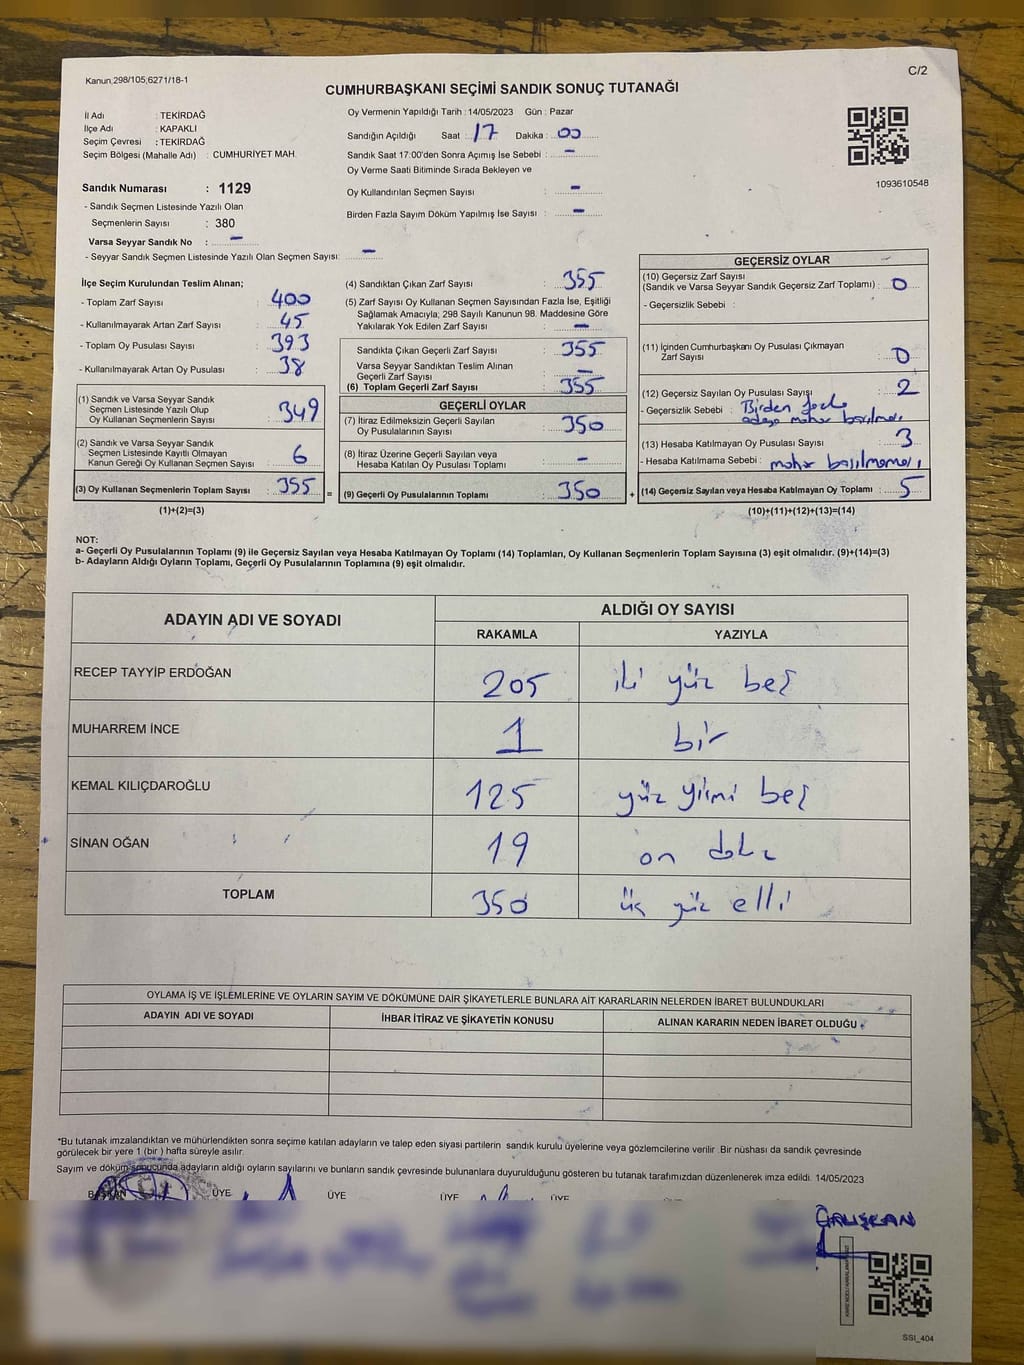 Kanun;298/105;6271/18-1
C/2
CUMHURBAŞKANI SEÇİMİ SANDIK SONUÇ TUTANAĞI
İl Adı : TEKİRDAĞ
İlçe Adı : KAPAKLI
Seçim Çevresi : TEKİRDAĞ
Seçim Bölgesi (Mahalle Adı) : CUMHURİYET MAH.
Sandık Numarası : 1129
- Sandık Seçmen Listesinde Yazılı Olan
Seçmenlerin Sayısı : 380
Varsa Seyyar Sandık No : -
- Seyyar Sandık Seçmen Listesinde Yazılı Olan Seçmen Sayısı: -
Oy Vermenin Yapıldığı Tarih : 14/05/2023 Gün : Pazar
Sandığın Açıldığı Saat : 17 Dakika : 00
Sandık Saat 17:00'den Sonra Açımış İse Sebebi : -
Oy Verme Saati Bitiminde Sırada Bekleyen ve
Oy Kullandırılan Seçmen Sayısı : -
Birden Fazla Sayım Döküm Yapılmış İse Sayısı : -
1093610548
İlçe Seçim Kurulundan Teslim Alınan;
- Toplam Zarf Sayısı : 400
- Kullanılmayarak Artan Zarf Sayısı : 45
- Toplam Oy Pusulası Sayısı : 393
- Kullanılmayarak Artan Oy Pusulası : 38
(1) Sandık ve Varsa Seyyar Sandık
Seçmen Listesinde Yazılı Olup
Oy Kullanan Seçmenlerin Sayısı : 349
(2) Sandık ve Varsa Seyyar Sandık
Seçmen Listesinde Kayıtlı Olmayan
Kanun Gereği Oy Kullanan Seçmen Sayısı : 6
(3) Oy Kullanan Seçmenlerin Toplam Sayısı : 355
(1)+(2)=(3)
(4) Sandıktan Çıkan Zarf Sayısı : 355
(5) Zarf Sayısı Oy Kullanan Seçmen Sayısından Fazla İse, Eşitliği
Sağlamak Amacıyla; 298 Sayılı Kanunun 98. Maddesine Göre
Yakılarak Yok Edilen Zarf Sayısı : -
Sandıkta Çıkan Geçerli Zarf Sayısı : 355
Varsa Seyyar Sandıktan Teslim Alınan
Geçerli Zarf Sayısı : -
(6) Toplam Geçerli Zarf Sayısı : 355
GEÇERLİ OYLAR
(7) İtiraz Edilmeksizin Geçerli Sayılan
Oy Pusulalarının Sayısı : 350
(8) İtiraz Üzerine Geçerli Sayılan veya
Hesaba Katılan Oy Pusulası Toplamı : -
= (9) Geçerli Oy Pusulalarının Toplamı : 350 +
GEÇERSİZ OYLAR
(10) Geçersiz Zarf Sayısı
(Sandık ve Varsa Seyyar Sandık Geçersiz Zarf Toplamı) : 0
- Geçersizlik Sebebi :
(11) İçinden Cumhurbaşkanı Oy Pusulası Çıkmayan
Zarf Sayısı : 0
(12) Geçersiz Sayılan Oy Pusulası Sayısı : 2
- Geçersizlik Sebebi : Birden fazla
adaya mühür basılması
(13) Hesaba Katılmayan Oy Pusulası Sayısı : 3
- Hesaba Katılmama Sebebi : mühür basılmaması
(14) Geçersiz Sayılan veya Hesaba Katılmayan Oy Toplamı : 5
(10)+(11)+(12)+(13)=(14)
NOT:
a- Geçerli Oy Pusulalarının Toplamı (9) ile Geçersiz Sayılan veya Hesaba Katılmayan Oy Toplamı (14) Toplamları, Oy Kullanan Seçmenlerin Toplam Sayısına (3) eşit olmalıdır. (9)+(14)=(3)
b- Adayların Aldığı Oyların Toplamı, Geçerli Oy Pusulalarının Toplamına (9) eşit olmalıdır.
ADAYIN ADI VE SOYADI
ALDIĞI OY SAYISI
RAKAMLA YAZIYLA
RECEP TAYYİP ERDOĞAN 205 iki yüz beş
MUHARREM İNCE 1 bir
KEMAL KILIÇDAROĞLU 125 yüz yirmi beş
SİNAN OĞAN 19 on dokuz
TOPLAM 350 üç yüz elli
OYLAMA İŞ VE İŞLEMLERİNE VE OYLARIN SAYIM VE DÖKÜMÜNE DAİR ŞİKAYETLERLE BUNLARA AİT KARARLARIN NELERDEN İBARET BULUNDUKLARI
ADAYIN ADI VE SOYADI İHBAR İTİRAZ VE ŞİKAYETİN KONUSU ALINAN KARARIN NEDEN İBARET OLDUĞU
*Bu tutanak imzalandıktan ve mühürlendikten sonra seçime katılan adayların ve talep eden siyasi partilerin sandık kurulu üyelerine veya gözlemcilerine verilir .Bir nüshası da sandık çevresinde
görülecek bir yere 1 (bir ) hafta süreyle asılır.
Sayım ve döküm sonucunda adayların aldığı oyların sayılarını ve bunların sandık çevresinde bulunanlara duyurulduğunu gösteren bu tutanak tarafımızdan düzenlenerek imza edildi. 14/05/2023
BAŞKAN ÜYE ÜYE ÜYE ÜYE
ÇALIŞKAN
SSI_404